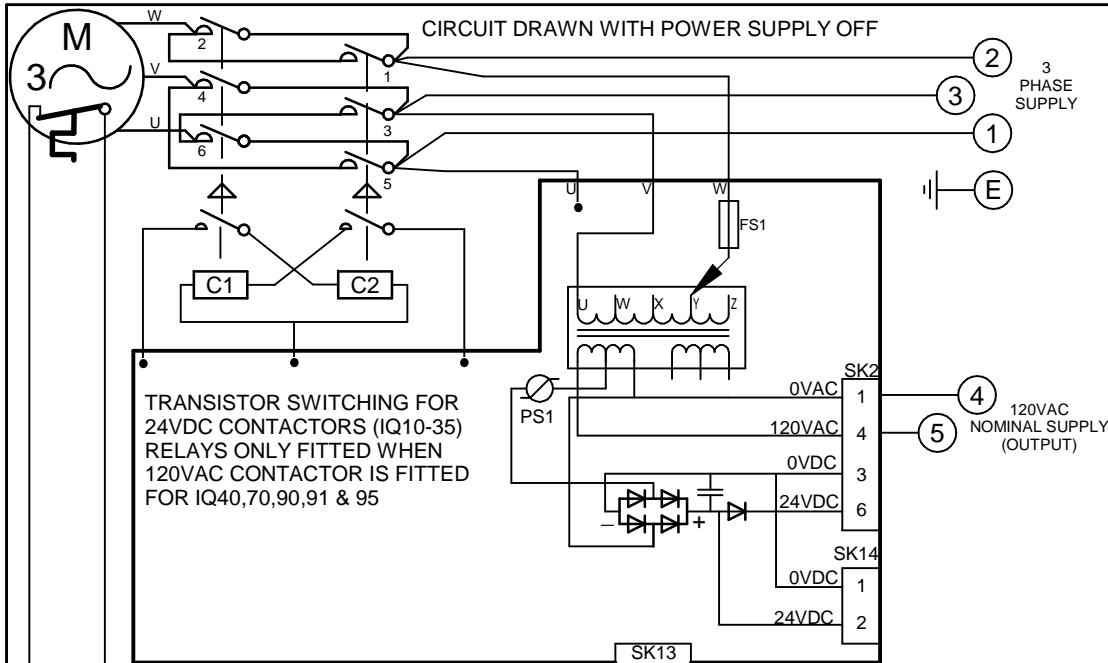 CIRCUIT DRAWN WITH POWER SUPPLY OFF
W
M
3
V
U
2
1
4
3
6
5
2
3
1
3
PHASE
SUPPLY
E
U
V
W
FS1
C1
C2
U
W
X
Y
Z
TRANSISTOR SWITCHING FOR
24VDC CONTACTORS (IQ10-35)
RELAYS ONLY FITTED WHEN
120VAC CONTACTOR IS FITTED
FOR IQ40,70,90,91 & 95
PS1
SK2
0VAC
1
4
120VAC
4
5
120VAC
NOMINAL SUPPLY
(OUTPUT)
0VDC
3
24VDC
6
–
+
SK14
0VDC
1
24VDC
2
SK13